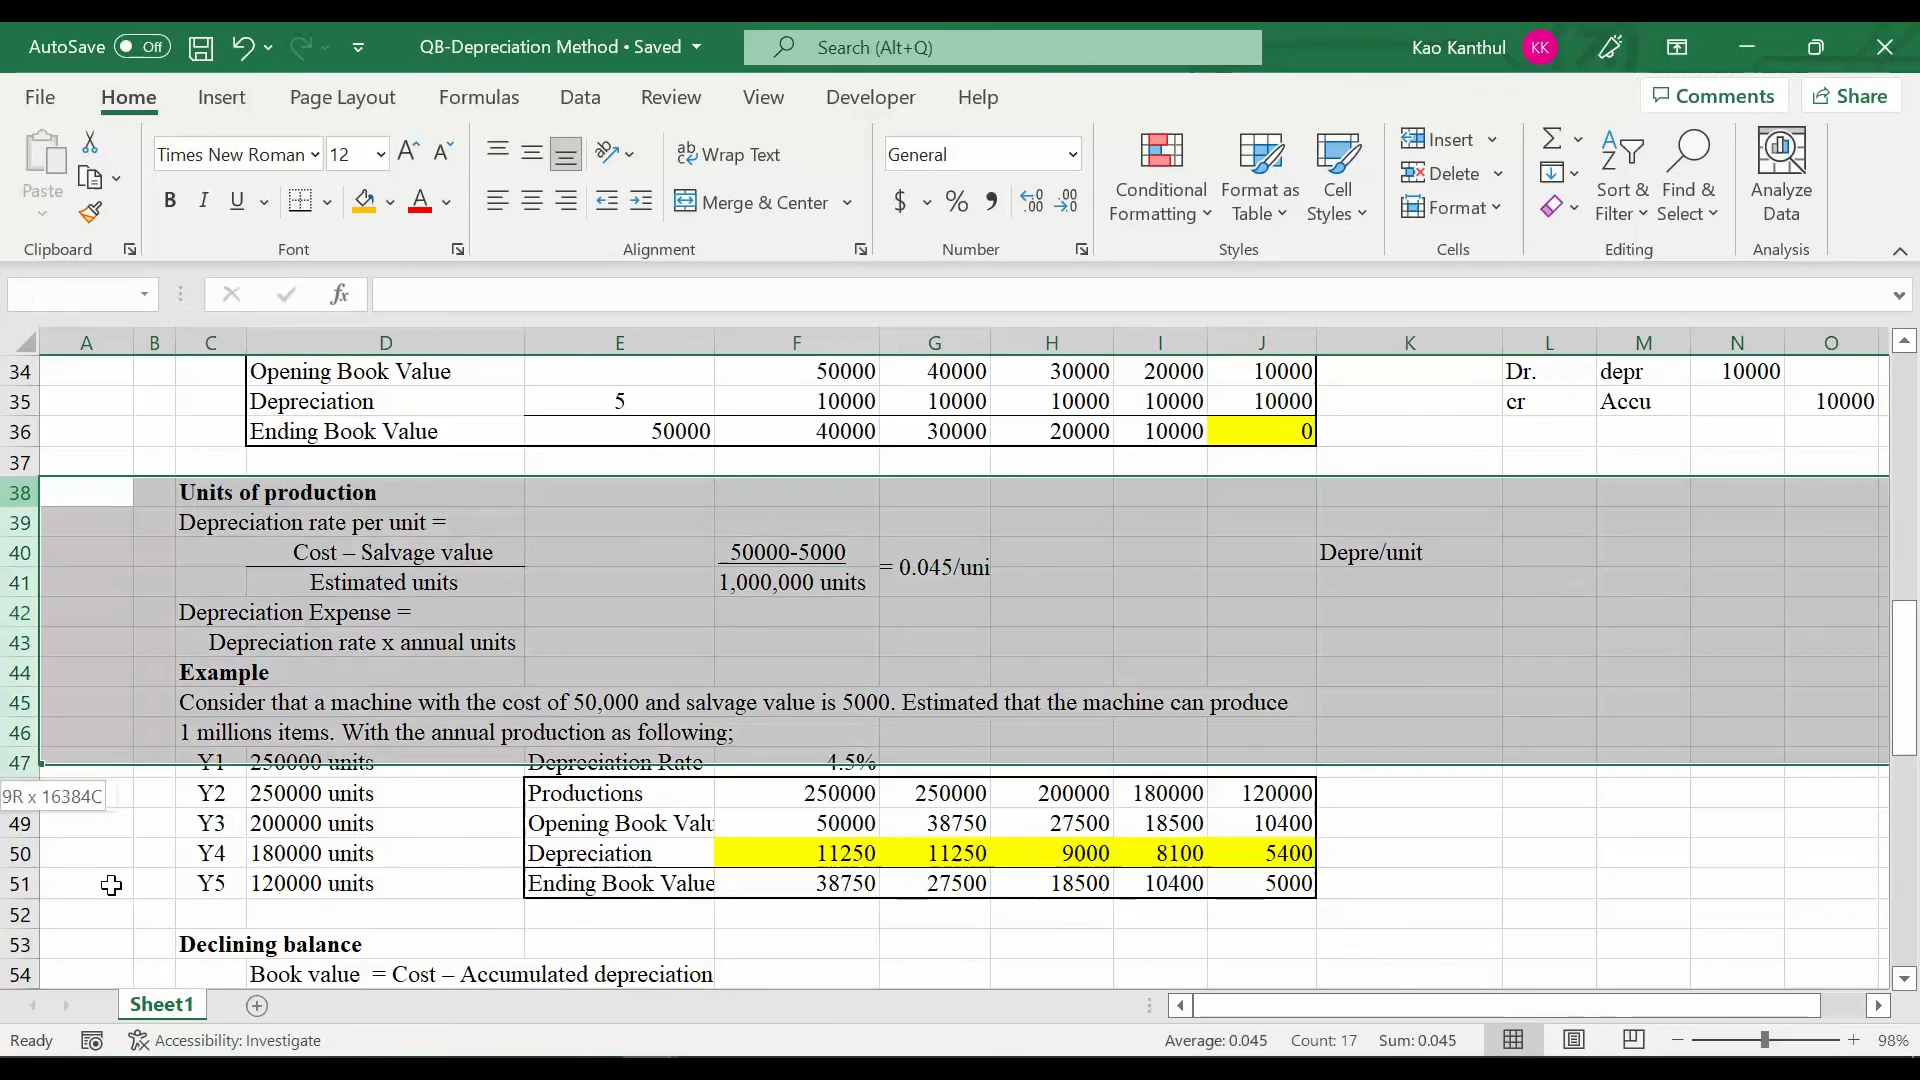 AutoSave Off QB-Depreciation Method • Saved Search (Alt+Q) Kao Kanthul KK
File Home Insert Page Layout Formulas Data Review View Developer Help Comments Share
Paste Times New Roman 12 A A ab Wrap Text General Conditional Formatting Format as Table Cell Styles Insert Delete Format Sort & Filter Find & Select Analyze Data
B I U A Merge & Center $ % ,
Clipboard Font Alignment Number Styles Cells Editing Analysis
fx
A B C D E F G H I J K L M N O
34 Opening Book Value 50000 40000 30000 20000 10000 Dr. depr 10000
35 Depreciation 5 10000 10000 10000 10000 10000 cr Accu 10000
36 Ending Book Value 50000 40000 30000 20000 10000 0
37
38 Units of production
39 Depreciation rate per unit =
40 Cost – Salvage value 50000-5000 = 0.045/uni Depre/unit
41 Estimated units 1,000,000 units
42 Depreciation Expense =
43 Depreciation rate x annual units
44 Example
45 Consider that a machine with the cost of 50,000 and salvage value is 5000. Estimated that the machine can produce
46 1 millions items. With the annual production as following;
47 Y1 250000 units Depreciation Rate 4.5%
9R x 16384C Y2 250000 units Productions 250000 250000 200000 180000 120000
49 Y3 200000 units Opening Book Valu 50000 38750 27500 18500 10400
50 Y4 180000 units Depreciation 11250 11250 9000 8100 5400
51 Y5 120000 units Ending Book Value 38750 27500 18500 10400 5000
52
53 Declining balance
54 Book value = Cost – Accumulated depreciation
Sheet1
Ready Accessibility: Investigate Average: 0.045 Count: 17 Sum: 0.045 98%